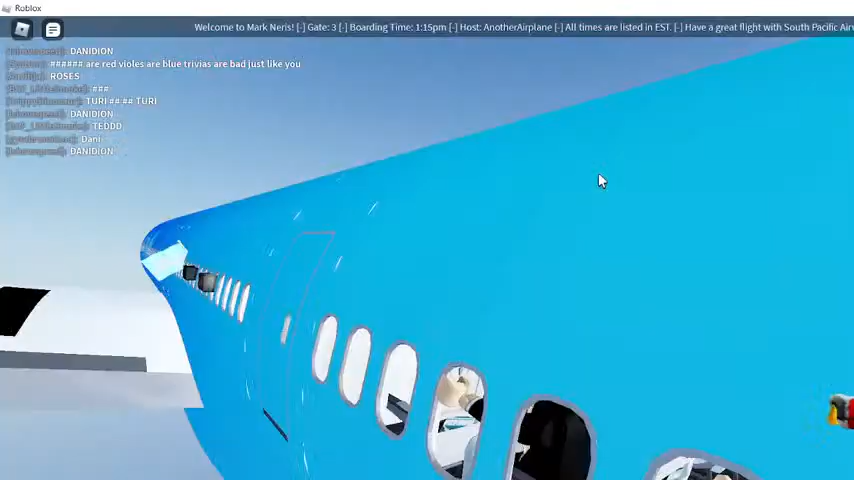 Roblox
Welcome to Mark Neris! [-] Gate: 3 [-] Boarding Time: 1:15pm [-] Host: AnotherAirplane [-] All times are listed in EST. [-] Have a great flight with South Pacific Air
DANIDION
###### are red violes are blue trivias are bad just like you
ROSES
###
TURI ## ## TURI
DANIDION
TEDDD
Dani
DANIDION